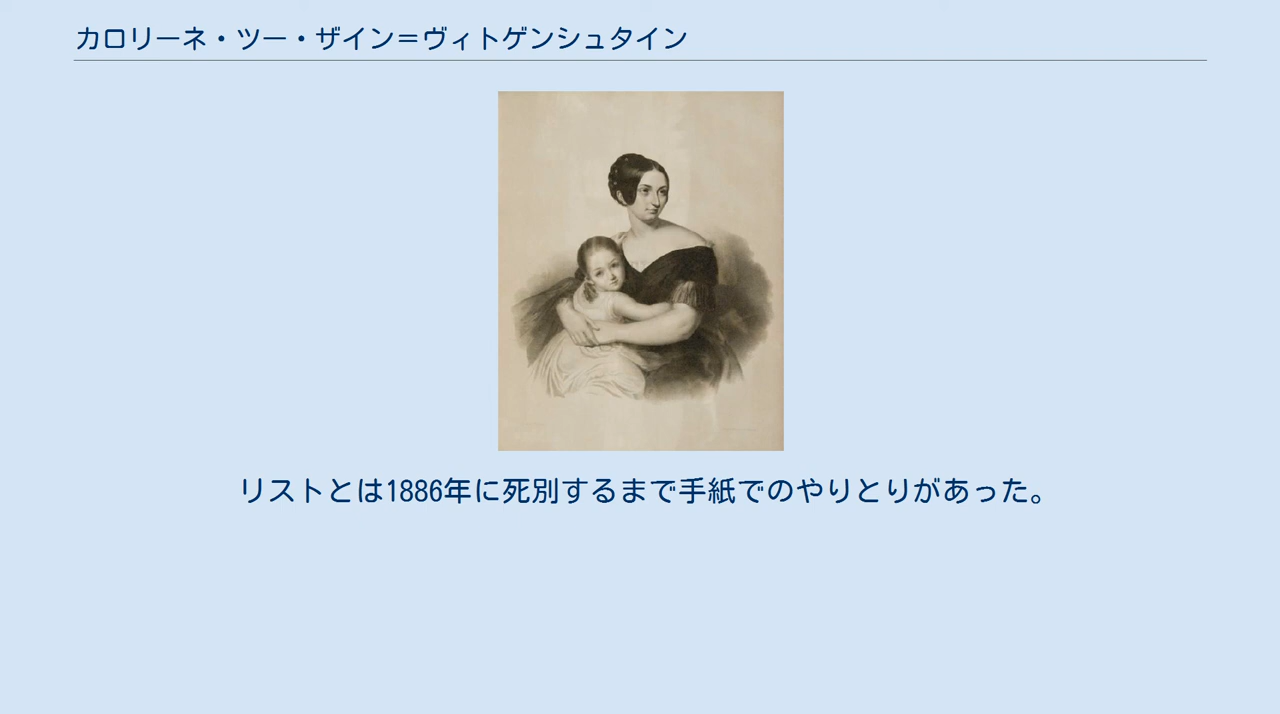 カロリーネ・ツー・ザイン＝ヴィトゲンシュタイン
リストとは1886年に死別するまで手紙でのやりとりがあった。